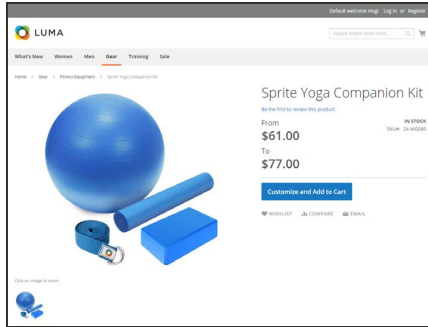 Default welcome msg! Log In or Register
LUMA
Search entire store here...
What's New Women Men Gear Training Sale
Home > Gear > Fitness Equipment > Sprite Yoga Companion Kit
Sprite Yoga Companion Kit
Be the first to review this product
From
IN STOCK
$61.00
SKU#: 24-WG080
To
$77.00
Customize and Add to Cart
WISHLIST COMPARE EMAIL
Click on image to zoom